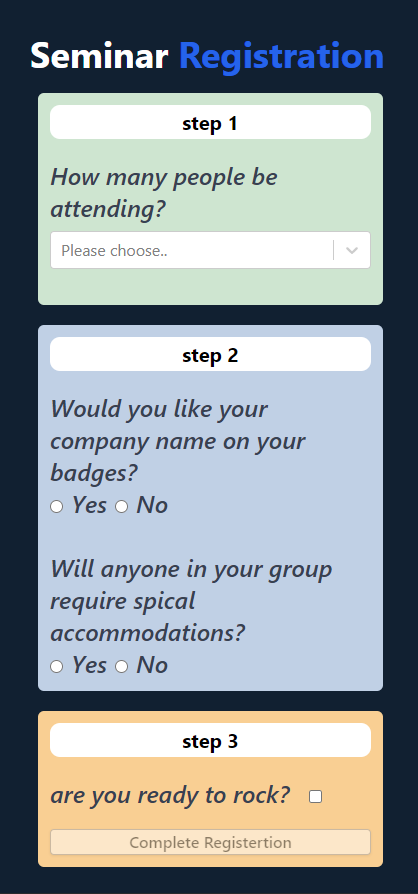 Seminar Registration
step 1
How many people be
attending?
Please choose..
step 2
Would you like your
company name on your
badges?
Yes No
Will anyone in your group
require spical
accommodations?
Yes No
step 3
are you ready to rock?
Complete Registertion